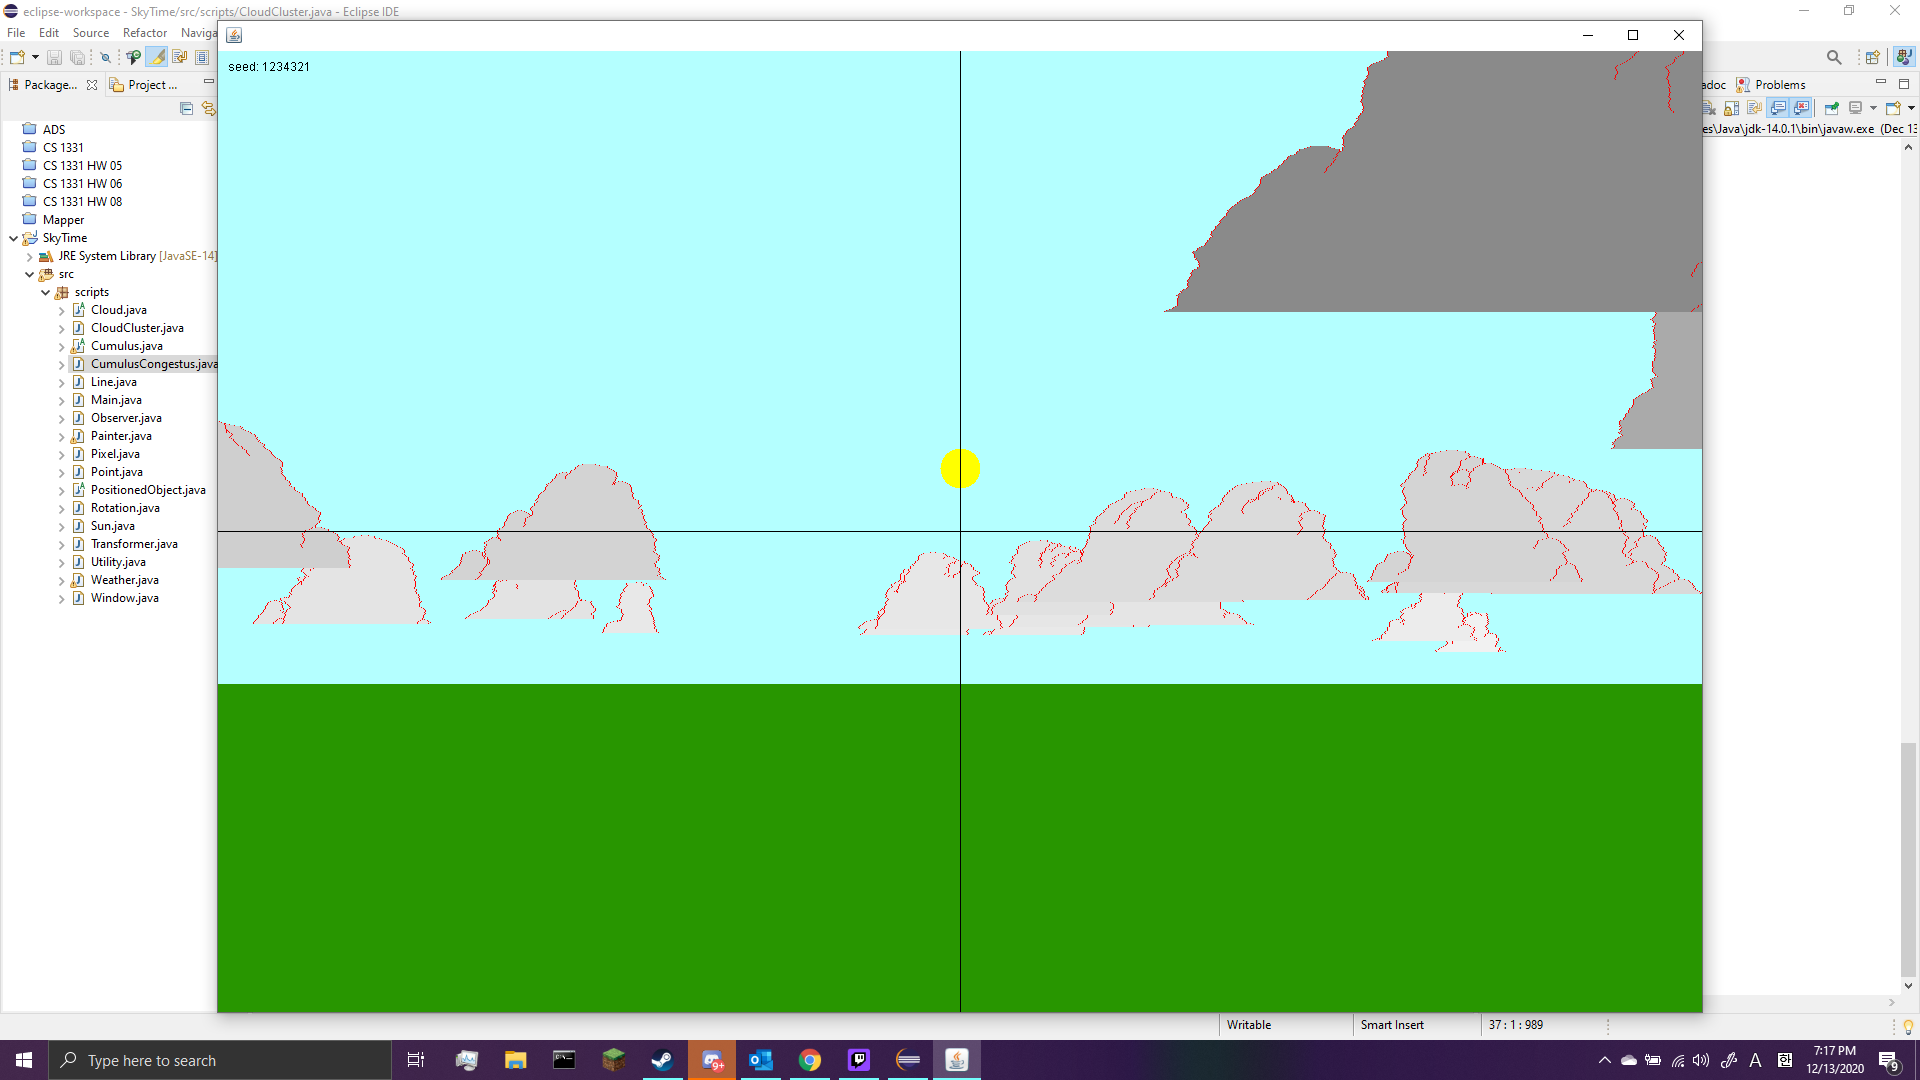 eclipse-workspace - SkyTime/src/scripts/CloudCluster.java - Eclipse IDE
File Edit Source Refactor Naviga
seed: 1234321
Package... Project ...
adoc Problems
es\Java\jdk-14.0.1\bin\javaw.exe (Dec 13
ADS
CS 1331
CS 1331 HW 05
CS 1331 HW 06
CS 1331 HW 08
Mapper
SkyTime
JRE System Library [JavaSE-14]
src
scripts
Cloud.java
CloudCluster.java
Cumulus.java
CumulusCongestus.java
Line.java
Main.java
Observer.java
Painter.java
Pixel.java
Point.java
PositionedObject.java
Rotation.java
Sun.java
Transformer.java
Utility.java
Weather.java
Window.java
Writable Smart Insert 37 : 1 : 989
Type here to search
9+
A 한
7:17 PM
12/13/2020
9